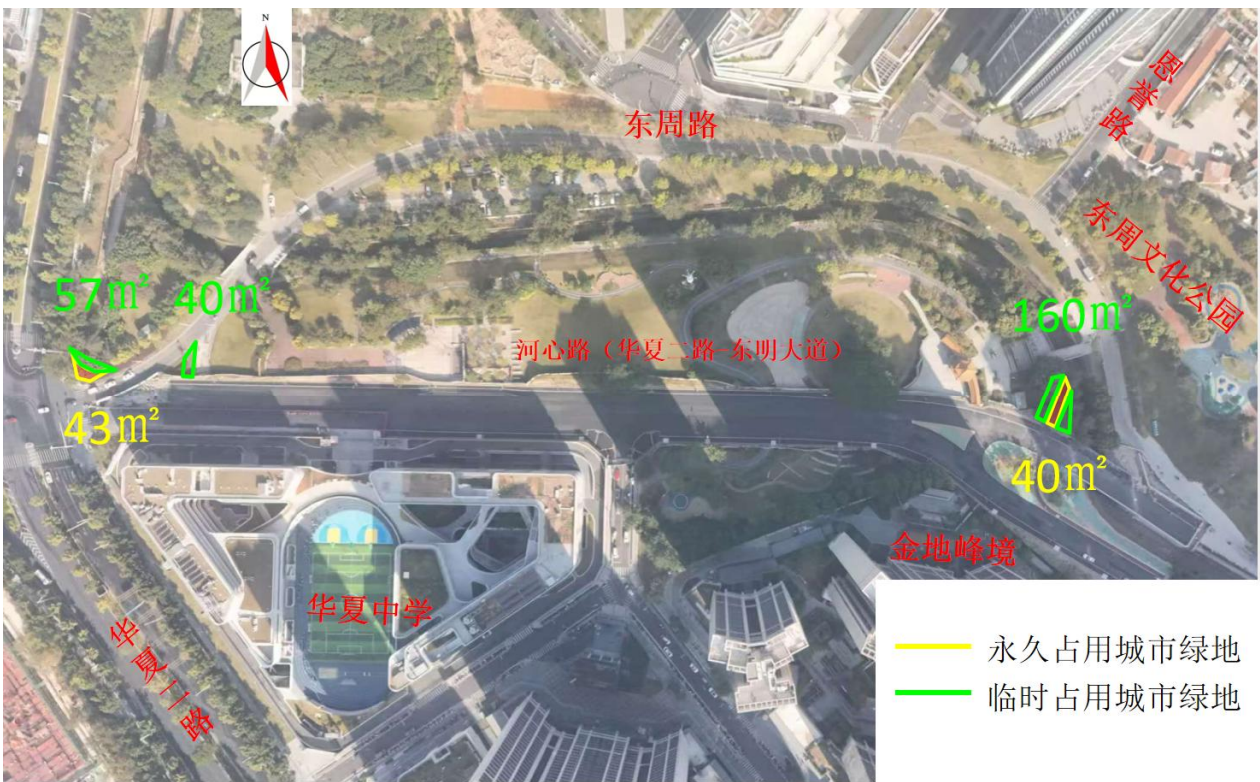 N
东周路
恩誉路
东周文化公园
57m²
40m²
160m²
河心路（华夏二路-东明大道）
43m²
40m²
金地峰境
华夏中学
华夏二路
永久占用城市绿地
临时占用城市绿地